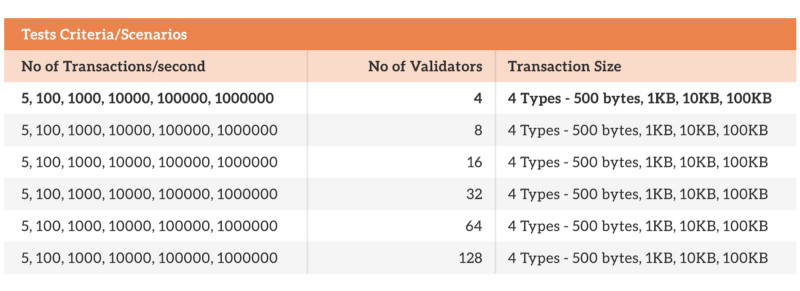 Tests Criteria/Scenarios
No of Transactions/second No of Validators Transaction Size
5, 100, 1000, 10000, 100000, 1000000 4 4 Types - 500 bytes, 1KB, 10KB, 100KB
5, 100, 1000, 10000, 100000, 1000000 8 4 Types - 500 bytes, 1KB, 10KB, 100KB
5, 100, 1000, 10000, 100000, 1000000 16 4 Types - 500 bytes, 1KB, 10KB, 100KB
5, 100, 1000, 10000, 100000, 1000000 32 4 Types - 500 bytes, 1KB, 10KB, 100KB
5, 100, 1000, 10000, 100000, 1000000 64 4 Types - 500 bytes, 1KB, 10KB, 100KB
5, 100, 1000, 10000, 100000, 1000000 128 4 Types - 500 bytes, 1KB, 10KB, 100KB